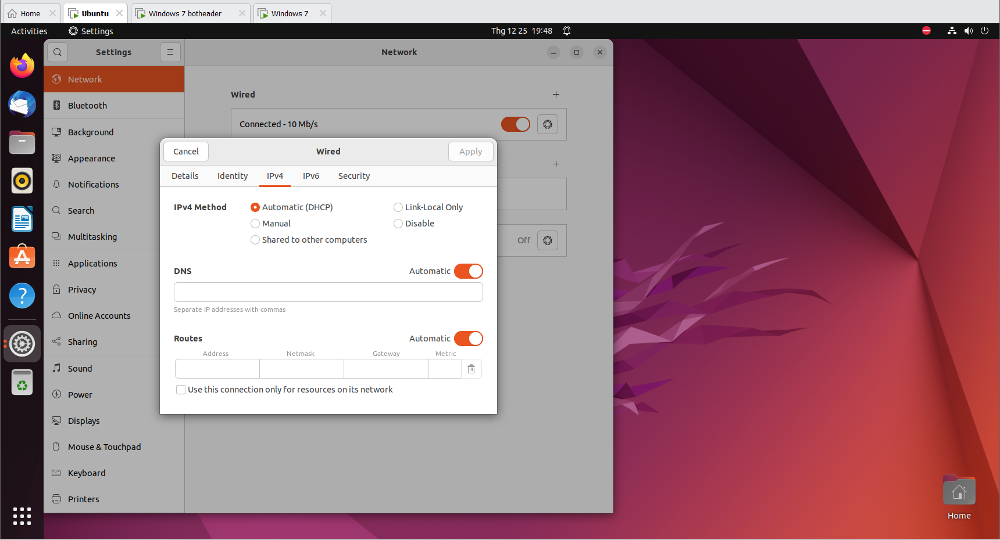 Home
Ubuntu
Windows 7 botheader
Windows 7
Activities
Settings
Thg 12 25 19:48
Settings
Network
Network
Bluetooth
Background
Appearance
Notifications
Search
Multitasking
Applications
Privacy
Online Accounts
Sharing
Sound
Power
Displays
Mouse & Touchpad
Keyboard
Printers
Wired
Connected - 10 Mb/s
Off
Cancel
Wired
Apply
Details
Identity
IPv4
IPv6
Security
IPv4 Method
Automatic (DHCP)
Link-Local Only
Manual
Disable
Shared to other computers
DNS
Automatic
Separate IP addresses with commas
Routes
Automatic
Address
Netmask
Gateway
Metric
Use this connection only for resources on its network
Home